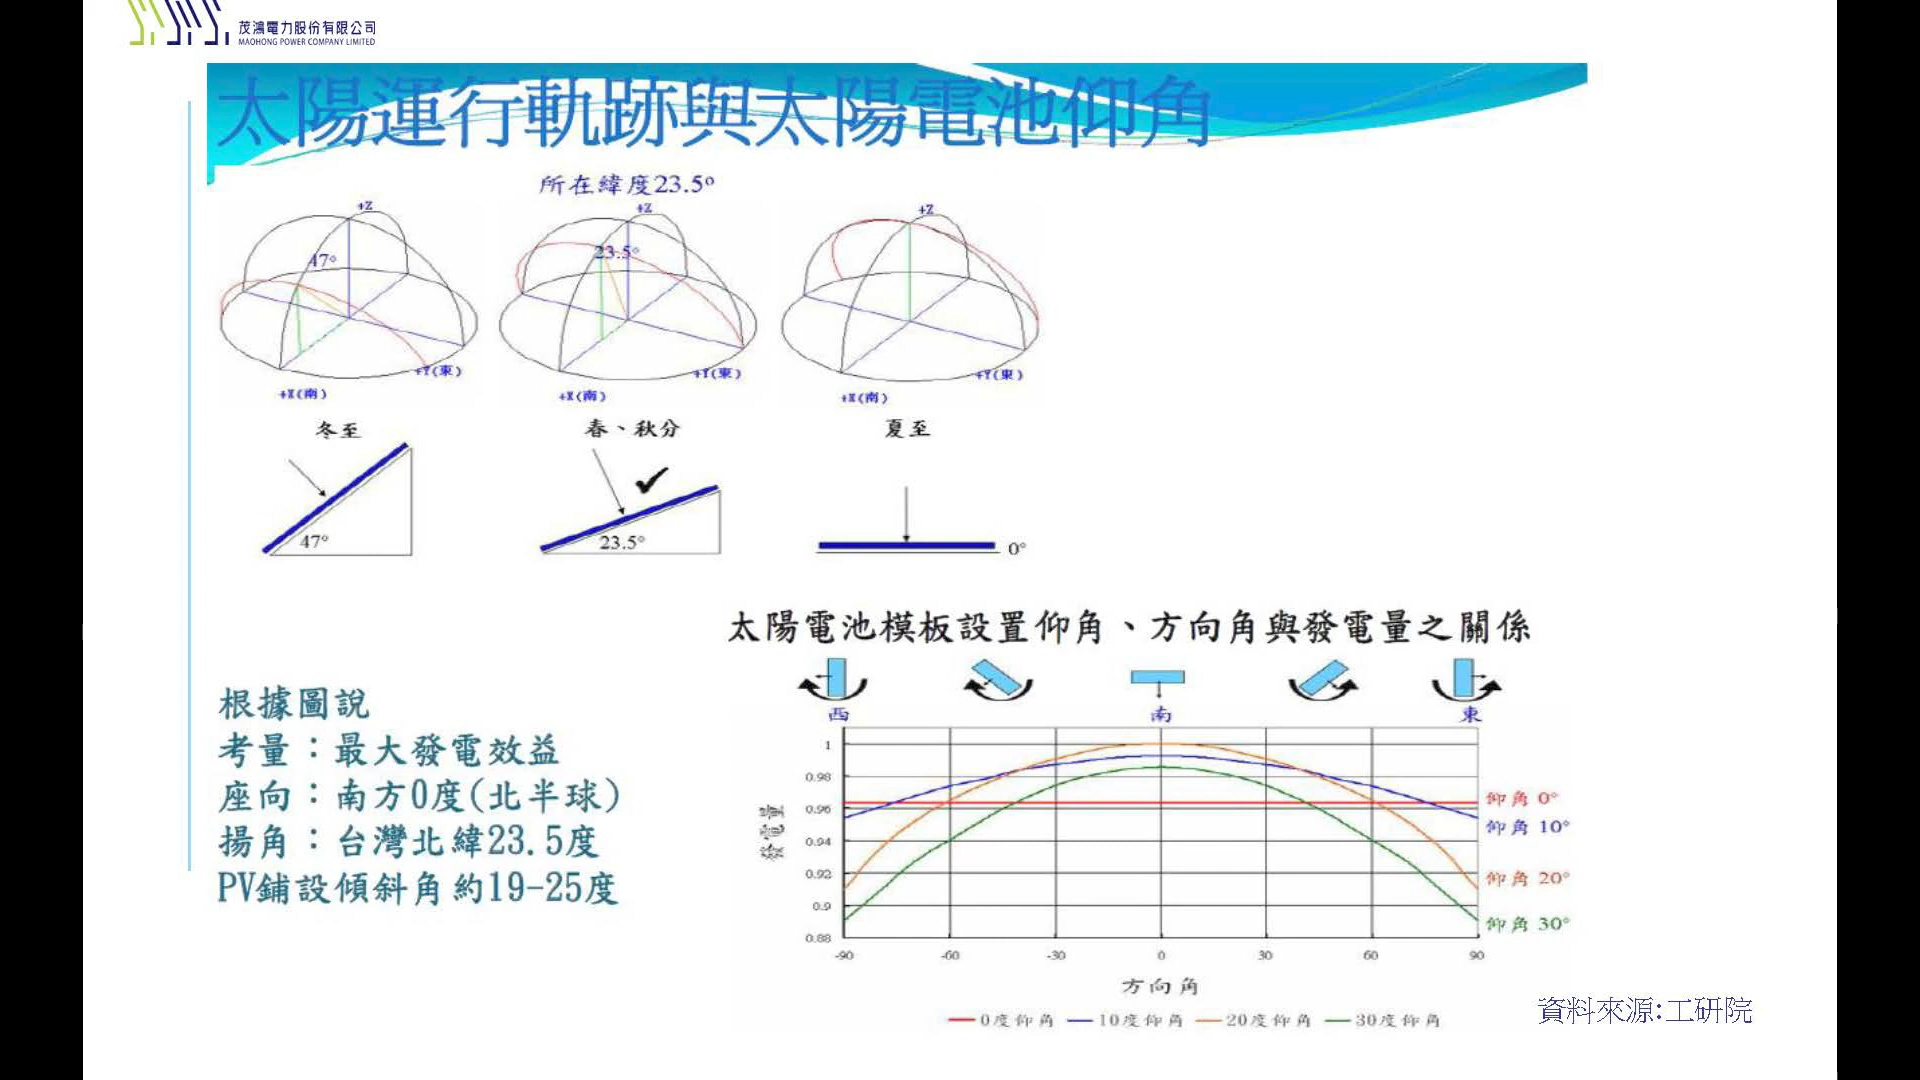 茂鴻電力股份有限公司
MAOHONG POWER COMPANY LIMITED
太陽運行軌跡與太陽電池仰角
所在緯度23.5°
+Z
+Z
+Z
47°
23.5°
+Y(東)
+Y(東)
+Y(東)
+X(南)
+X(南)
+X(南)
冬至
春、秋分
夏至
47°
23.5°
0°
太陽電池模板設置仰角、方向角與發電量之關係
西
南
東
根據圖說
考量：最大發電效益
座向：南方0度(北半球)
揚角：台灣北緯23.5度
PV鋪設傾斜角約19-25度
發電量
1
0.98
0.96
0.94
0.92
0.9
0.88
仰角 0°
仰角 10°
仰角 20°
仰角 30°
-90
-60
-30
0
30
60
90
方向角
0度仰角
10度仰角
20度仰角
30度仰角
資料來源:工研院